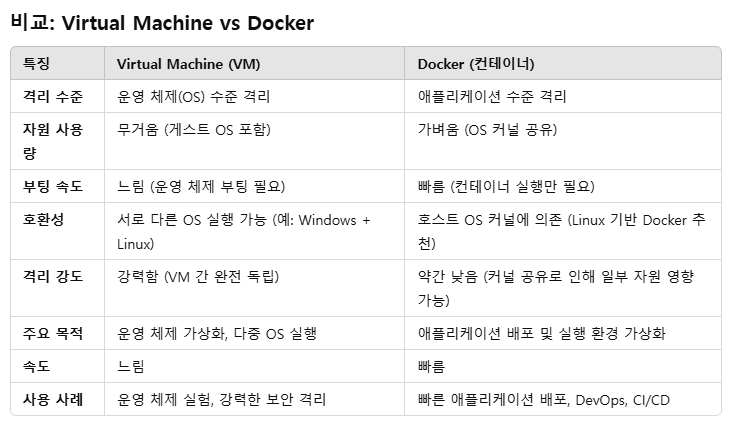 비교: Virtual Machine vs Docker
특징 Virtual Machine (VM) Docker (컨테이너)
격리 수준 운영 체제(OS) 수준 격리 애플리케이션 수준 격리
자원 사용 무거움 (게스트 OS 포함) 가벼움 (OS 커널 공유)
량
부팅 속도 느림 (운영 체제 부팅 필요) 빠름 (컨테이너 실행만 필요)
호환성 서로 다른 OS 실행 가능 (예: Windows + 호스트 OS 커널에 의존 (Linux 기반 Docker 추
Linux) 천)
격리 강도 강력함 (VM 간 완전 독립) 약간 낮음 (커널 공유로 인해 일부 자원 영향
가능)
주요 목적 운영 체제 가상화, 다중 OS 실행 애플리케이션 배포 및 실행 환경 가상화
속도 느림 빠름
사용 사례 운영 체제 실험, 강력한 보안 격리 빠른 애플리케이션 배포, DevOps, CI/CD